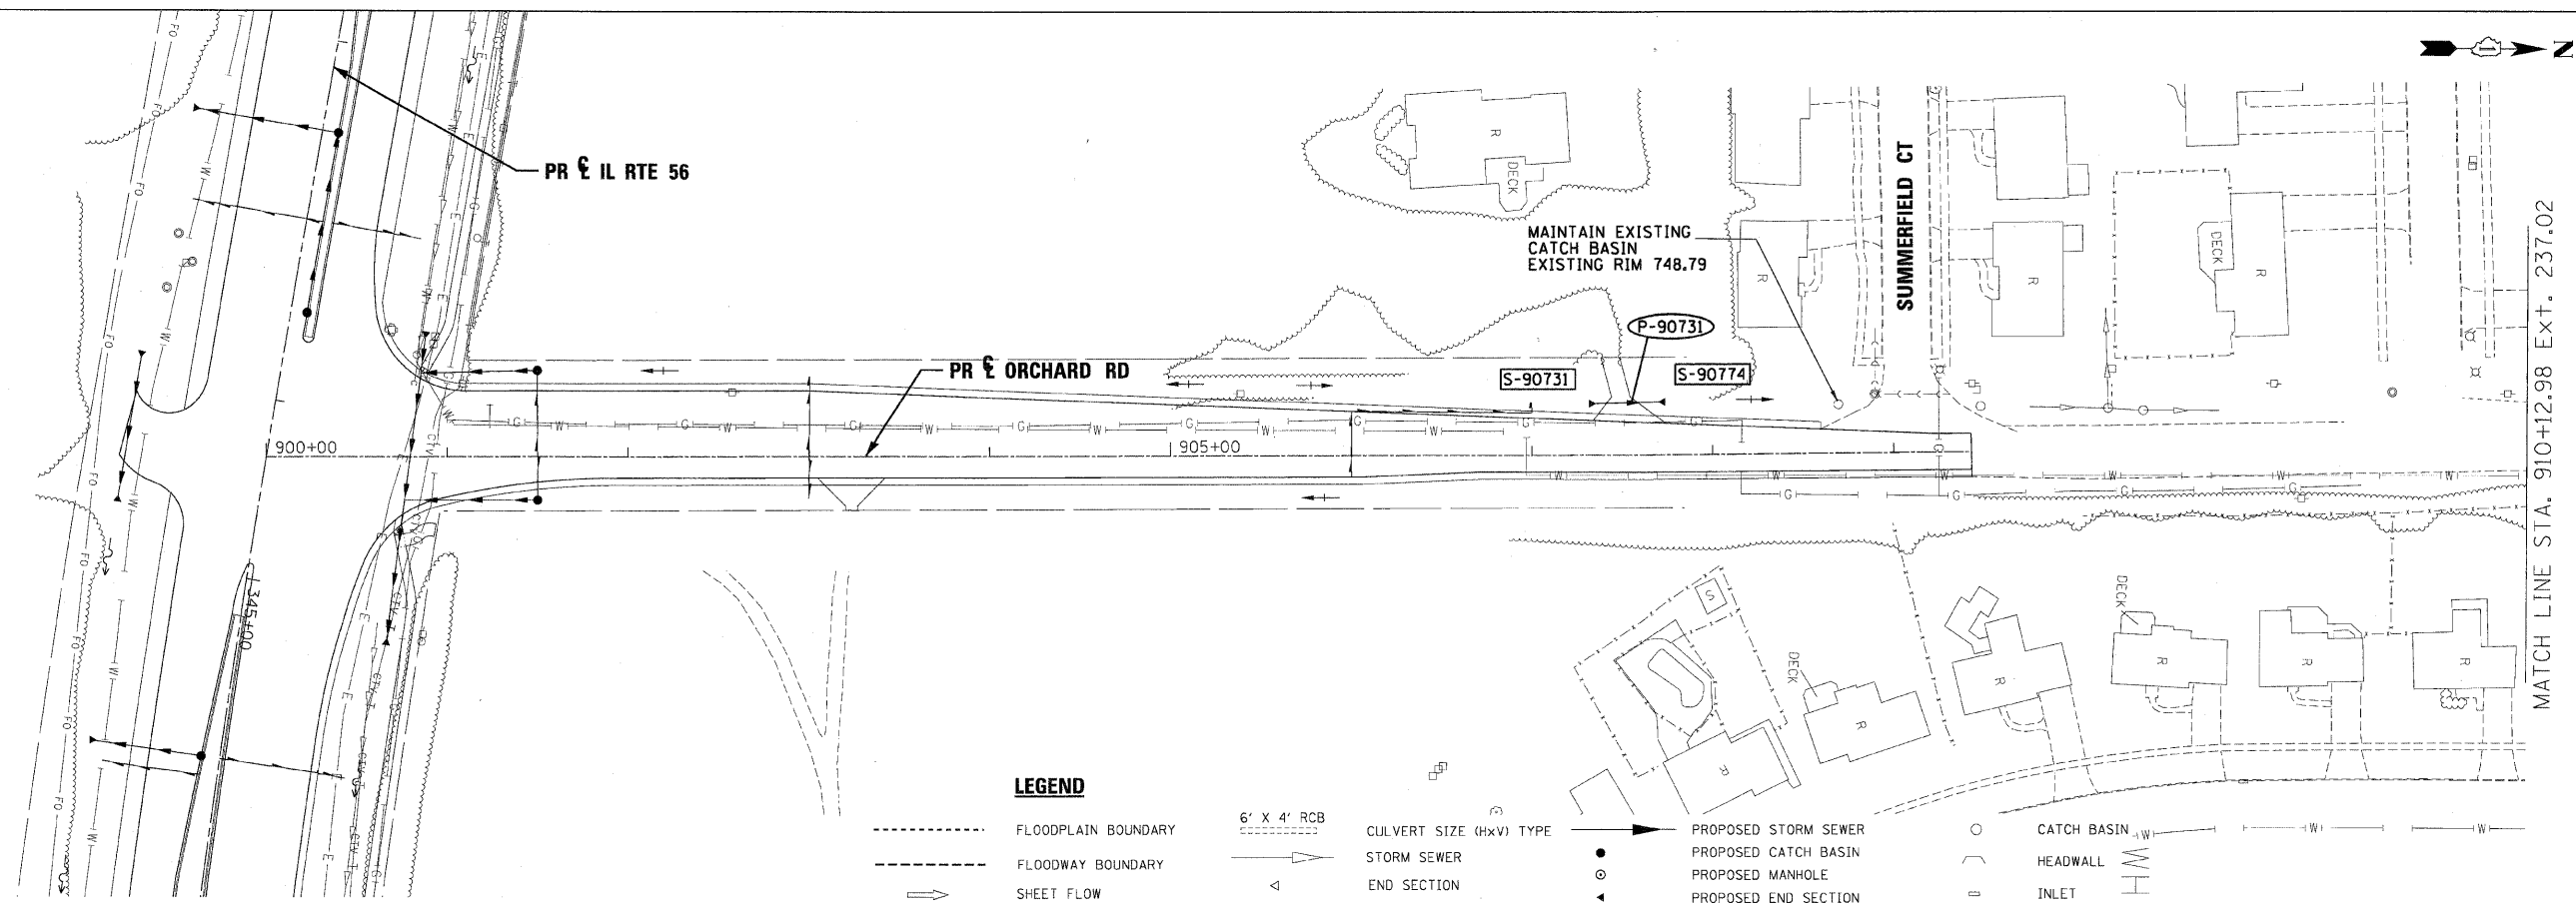 N
PR ℄ IL RTE 56
MAINTAIN EXISTING
CATCH BASIN
EXISTING RIM 748.79
SUMMERFIELD CT
DECK
R
R
R
R
DECK
R
R
P-90731
S-90731
S-90774
PR ℄ ORCHARD RD
900+00
905+00
345+00
MATCH LINE STA. 910+12.98 Ext. 237.02
S
R
DECK
R
R
DECK
R
R
R
LEGEND
FLOODPLAIN BOUNDARY
FLOODWAY BOUNDARY
SHEET FLOW
6' X 4' RCB
CULVERT SIZE (HxV) TYPE
STORM SEWER
END SECTION
PROPOSED STORM SEWER
PROPOSED CATCH BASIN
PROPOSED MANHOLE
PROPOSED END SECTION
CATCH BASIN
HEADWALL
INLET